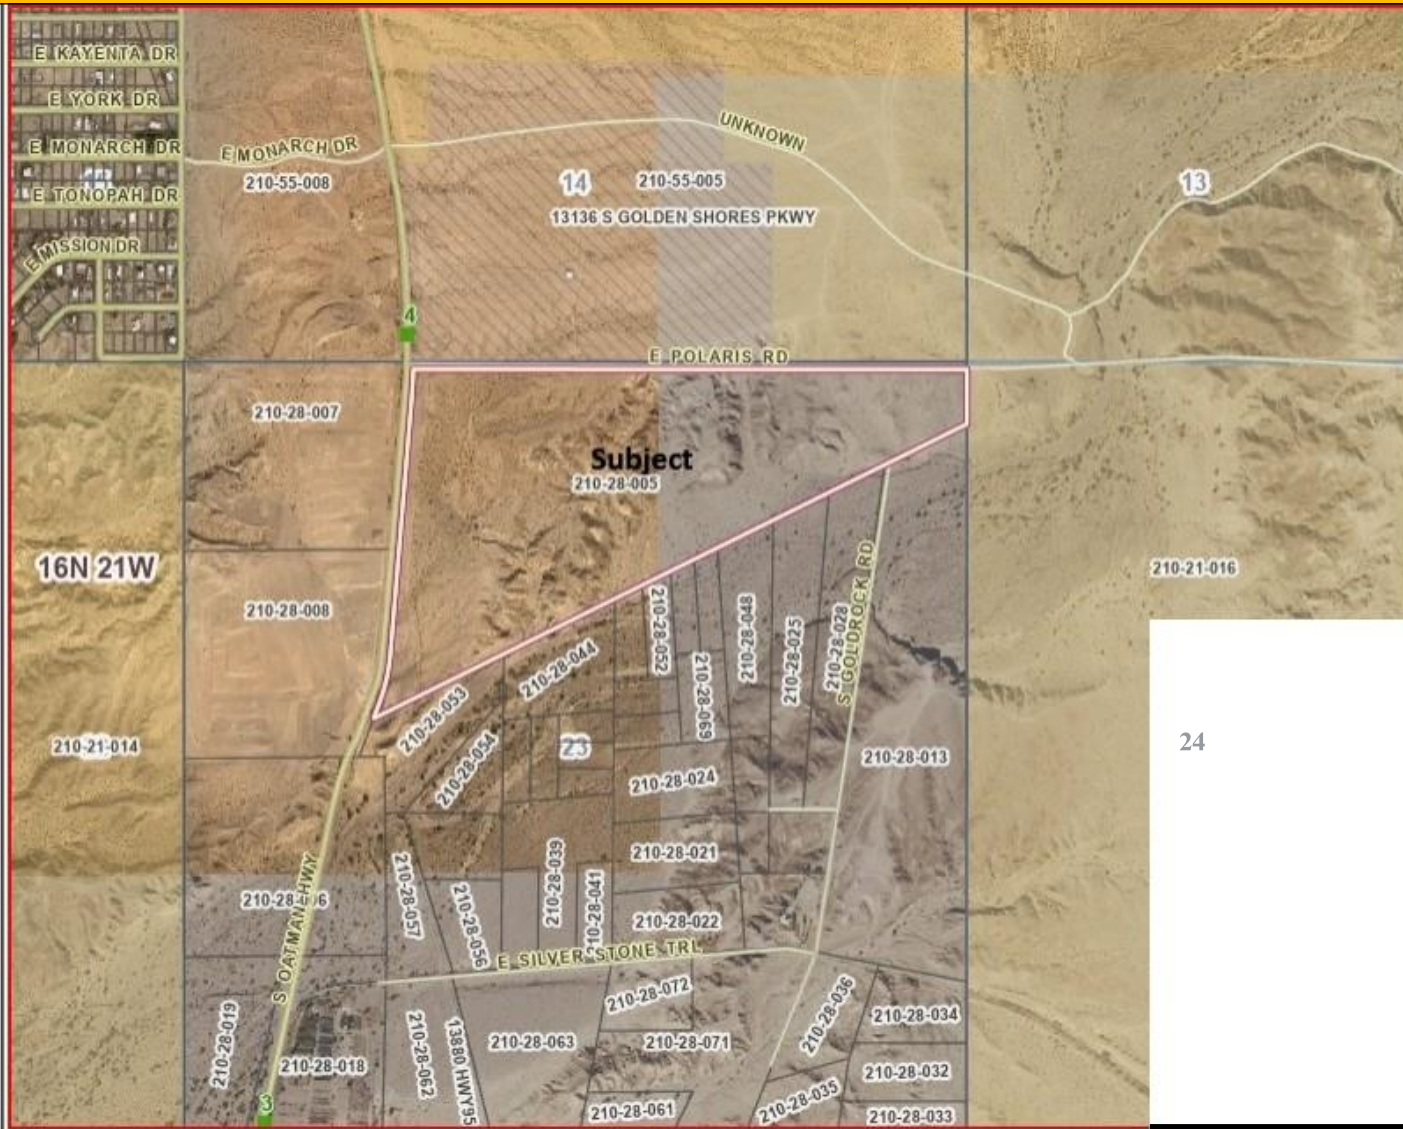 E KAYENTA DR
E YORK DR
E MONARCH DR
E TONOPAH DR
E MISSION DR
E MONARCH DR
210-55-008
UNKNOWN
14
210-55-005
13136 S GOLDEN SHORES PKWY
13
4
E POLARIS RD
210-28-007
Subject
210-28-005
16N 21W
210-28-008
210-21-016
S GOLDROCK RD
210-28-052
210-28-048
210-28-025
210-28-028
210-28-044
210-28-069
210-28-053
210-28-054
23
210-21-014
24
210-28-013
210-28-024
210-28-021
210-28-039
210-28-041
210-28-057
210-28-056
210-28-022
S OATMAN HWY
E SILVER STONE TRL
210-28-072
210-28-036
210-28-034
210-28-019
210-28-018
210-28-062
13880 HWY95
210-28-063
210-28-071
210-28-032
210-28-061
210-28-035
210-28-033
3